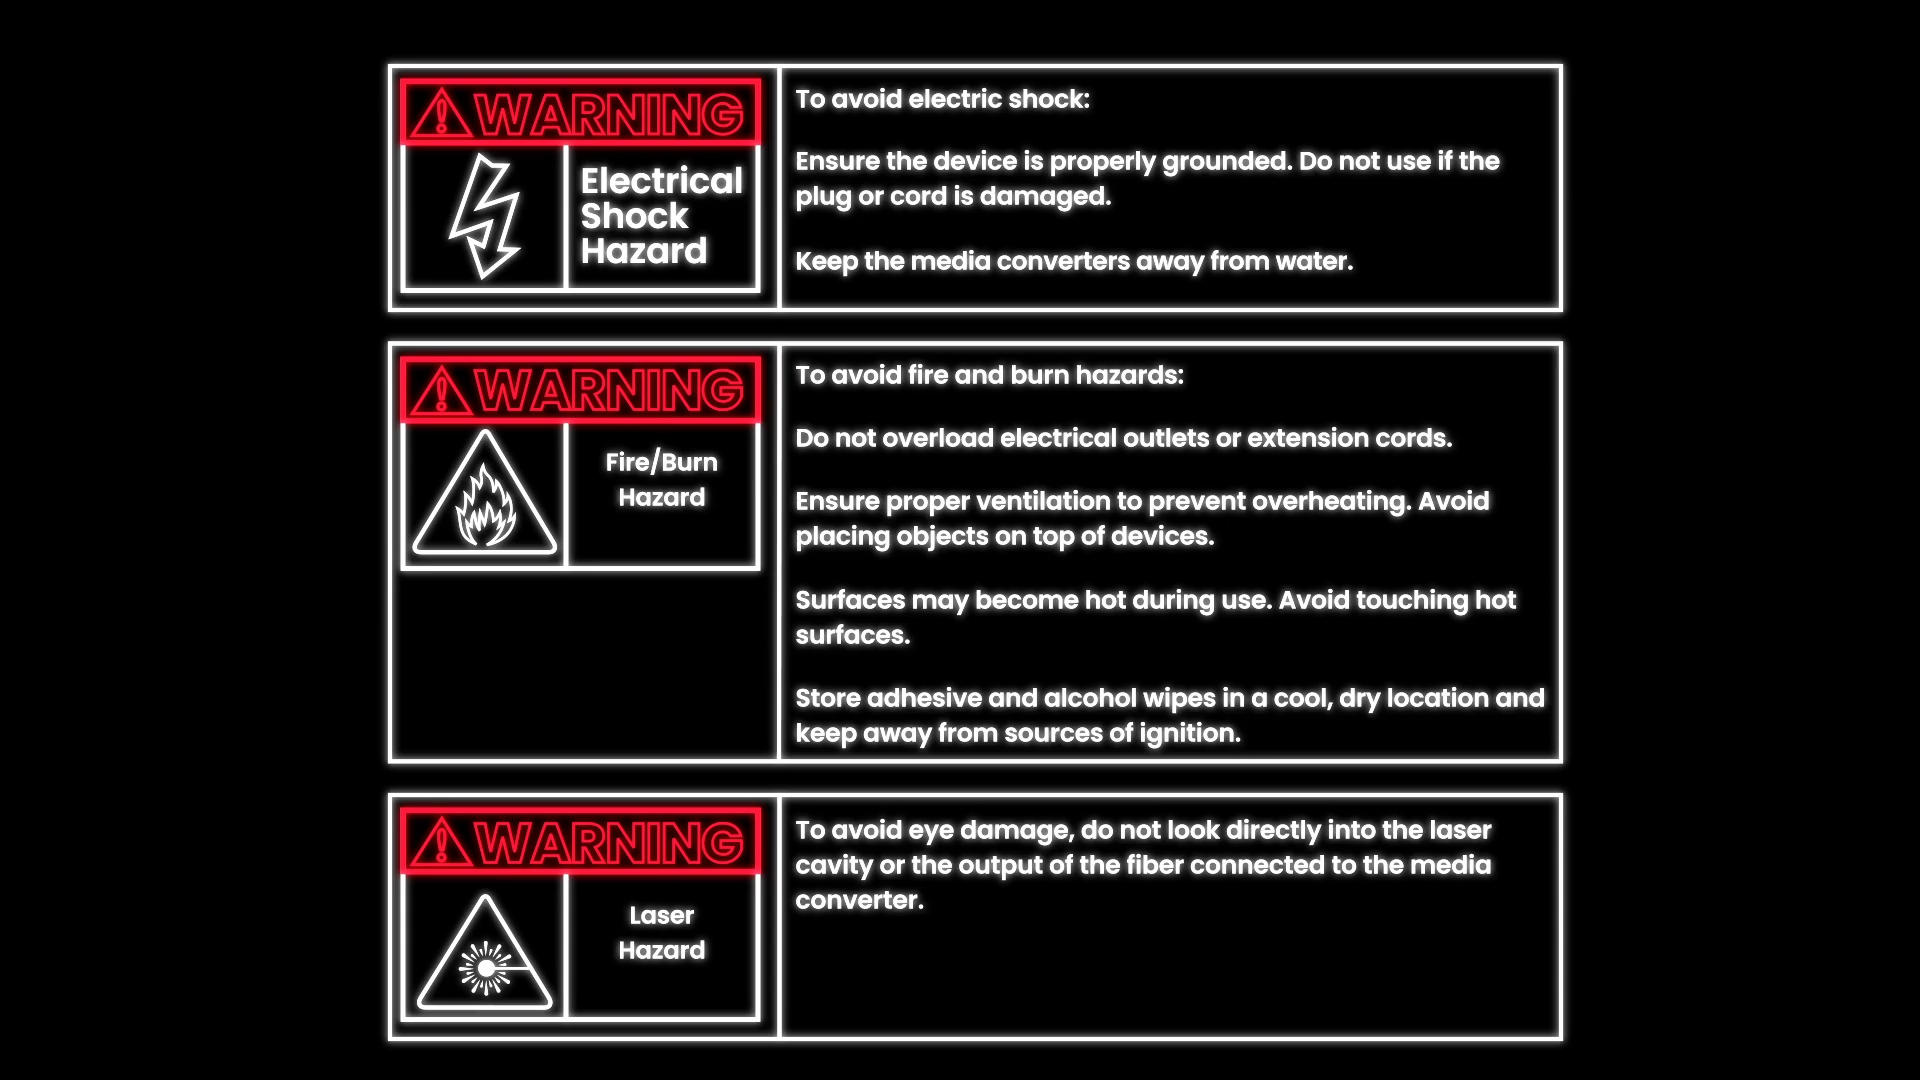 WARNING
Electrical
Shock
Hazard
To avoid electric shock:
Ensure the device is properly grounded. Do not use if the
plug or cord is damaged.
Keep the media converters away from water.
WARNING
Fire/Burn
Hazard
To avoid fire and burn hazards:
Do not overload electrical outlets or extension cords.
Ensure proper ventilation to prevent overheating. Avoid
placing objects on top of devices.
Surfaces may become hot during use. Avoid touching hot
surfaces.
Store adhesive and alcohol wipes in a cool, dry location and
keep away from sources of ignition.
WARNING
Laser
Hazard
To avoid eye damage, do not look directly into the laser
cavity or the output of the fiber connected to the media
converter.